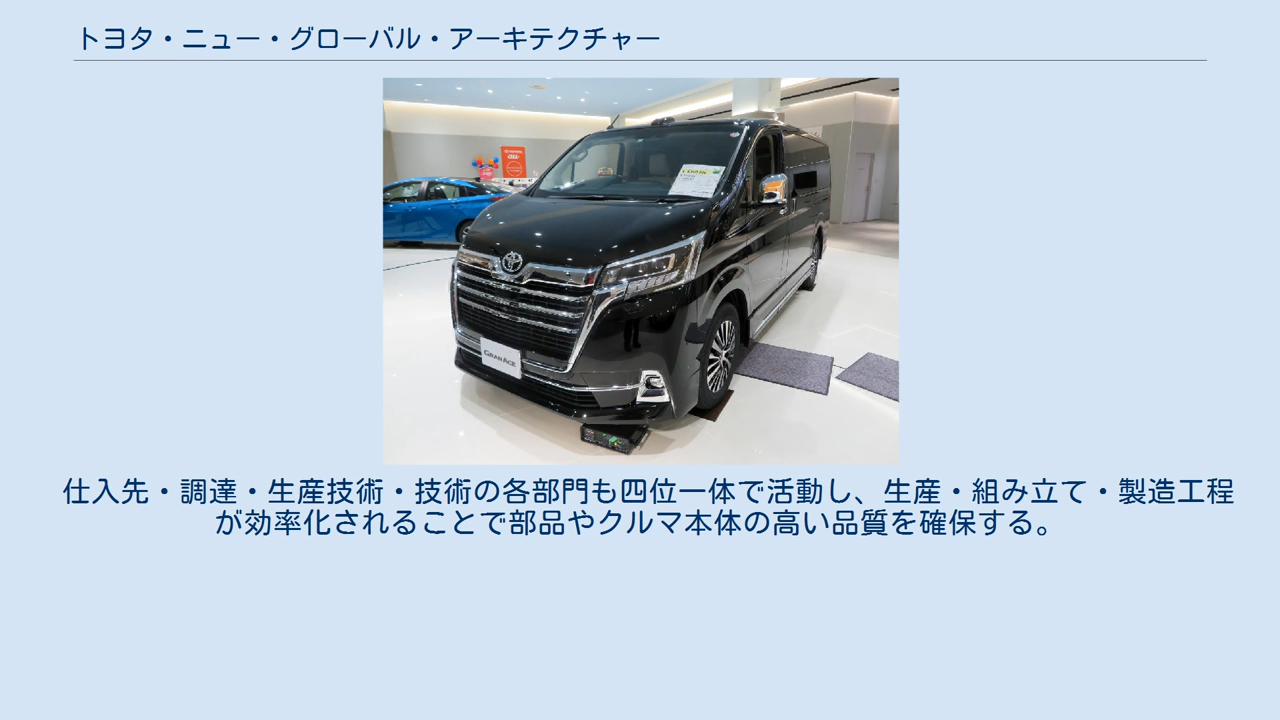 トヨタ・ニュー・グローバル・アーキテクチャー
GRANACE
仕入先・調達・生産技術・技術の各部門も四位一体で活動し、生産・組み立て・製造工程
が効率化されることで部品やクルマ本体の高い品質を確保する。